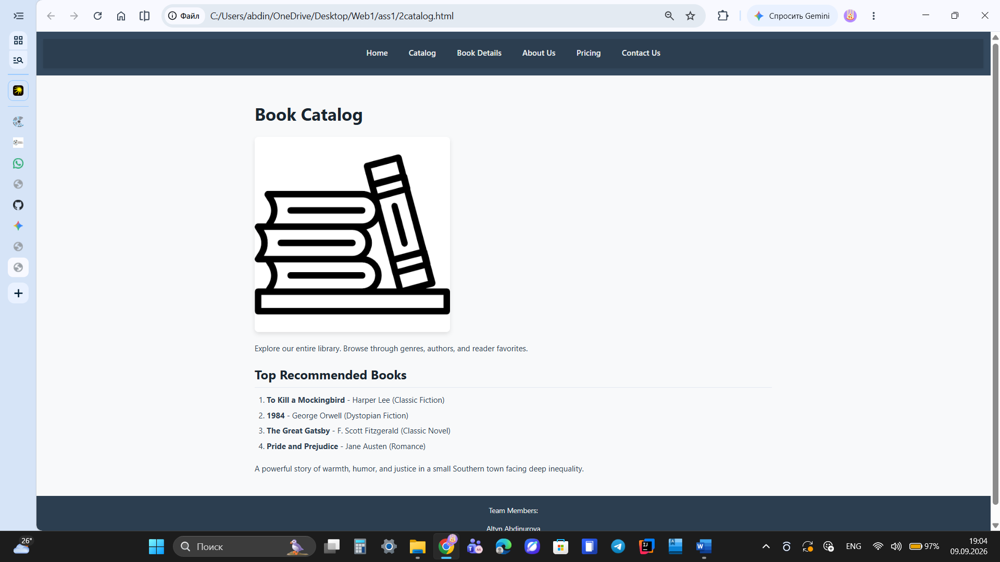 Файл
C:/Users/abdin/OneDrive/Desktop/Web1/ass1/2catalog.html
Спросить Gemini
Home
Catalog
Book Details
About Us
Pricing
Contact Us
Book Catalog
Explore our entire library. Browse through genres, authors, and reader favorites.
Top Recommended Books
1. To Kill a Mockingbird - Harper Lee (Classic Fiction)
2. 1984 - George Orwell (Dystopian Fiction)
3. The Great Gatsby - F. Scott Fitzgerald (Classic Novel)
4. Pride and Prejudice - Jane Austen (Romance)
A powerful story of warmth, humor, and justice in a small Southern town facing deep inequality.
Team Members:
Altyn Abdinurova
26°
Поиск
ENG
97%
19:04
09.09.2026